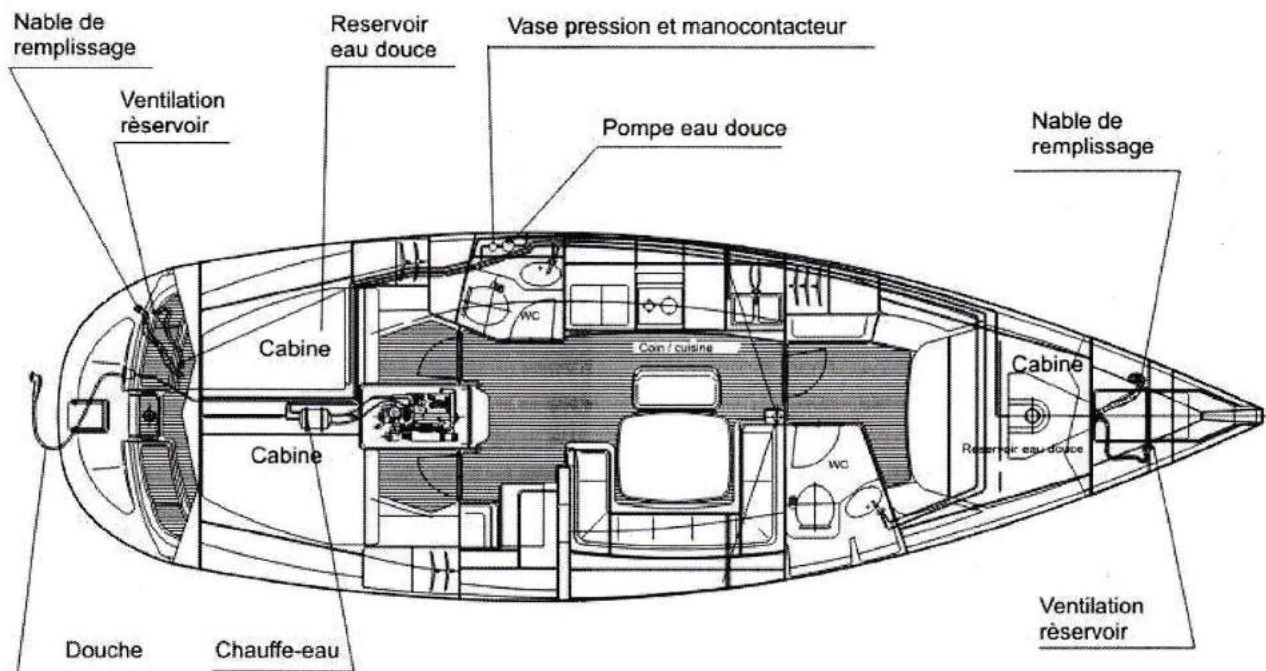 Nable de
remplissage
Reservoir
eau douce
Vase pression et manocontacteur
Ventilation
rèservoir
Pompe eau douce
Nable de
remplissage
WC
Cabine
Coin / cuisine
Cabine
Cabine
Reservoir eau douce
WC
Ventilation
rèservoir
Douche
Chauffe-eau